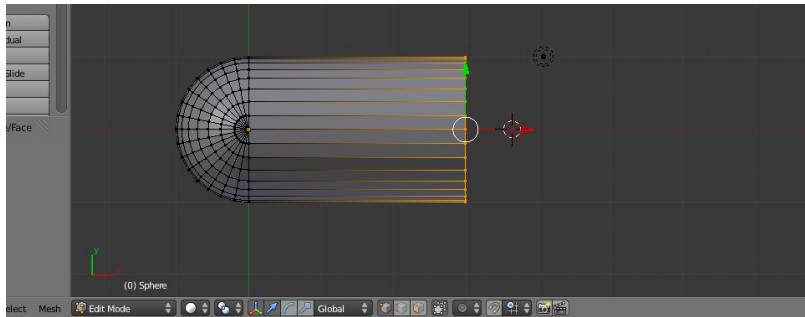 n
dual
Slide
e/Face
y
(0) Sphere
elect Mesh Edit Mode Global